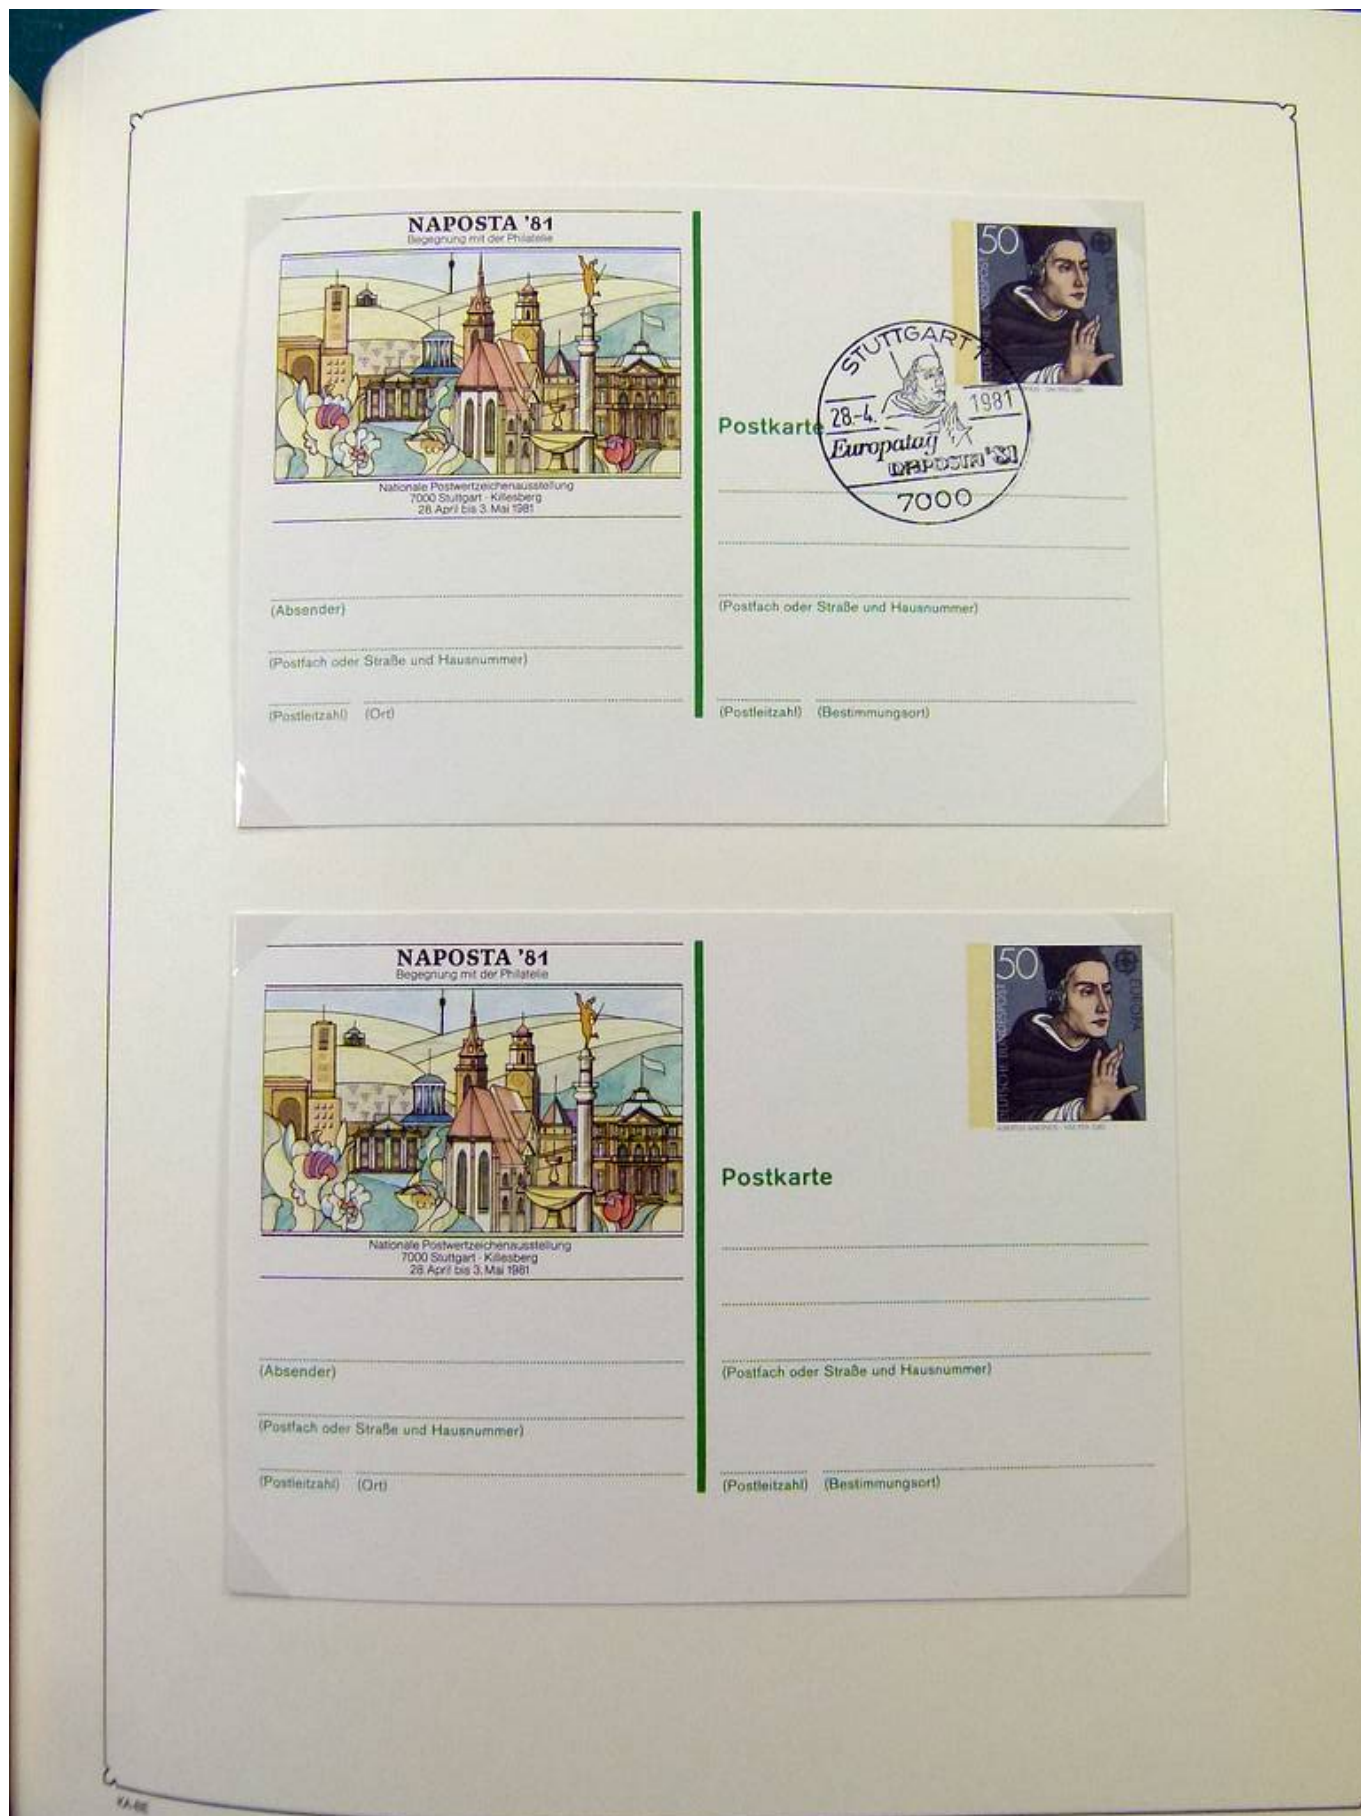 NAPOSTA '81
Begegnung mit der Philatelie
Nationale Postwertzeichenausstellung
7000 Stuttgart - Killesberg
28. April bis 3. Mai 1981
(Absender)
(Postfach oder Straße und Hausnummer)
(Postleitzahl) (Ort)
50
Postkarte
STUTTGART 1
28.-4. 1981
Europatag
NAPOSTA '81
7000
(Postfach oder Straße und Hausnummer)
(Postleitzahl) (Bestimmungsort)
NAPOSTA '81
Begegnung mit der Philatelie
Nationale Postwertzeichenausstellung
7000 Stuttgart - Killesberg
28. April bis 3. Mai 1981
(Absender)
(Postfach oder Straße und Hausnummer)
(Postleitzahl) (Ort)
50
DEUTSCHE BUNDESPOST
EUROPA
Postkarte
(Postfach oder Straße und Hausnummer)
(Postleitzahl) (Bestimmungsort)